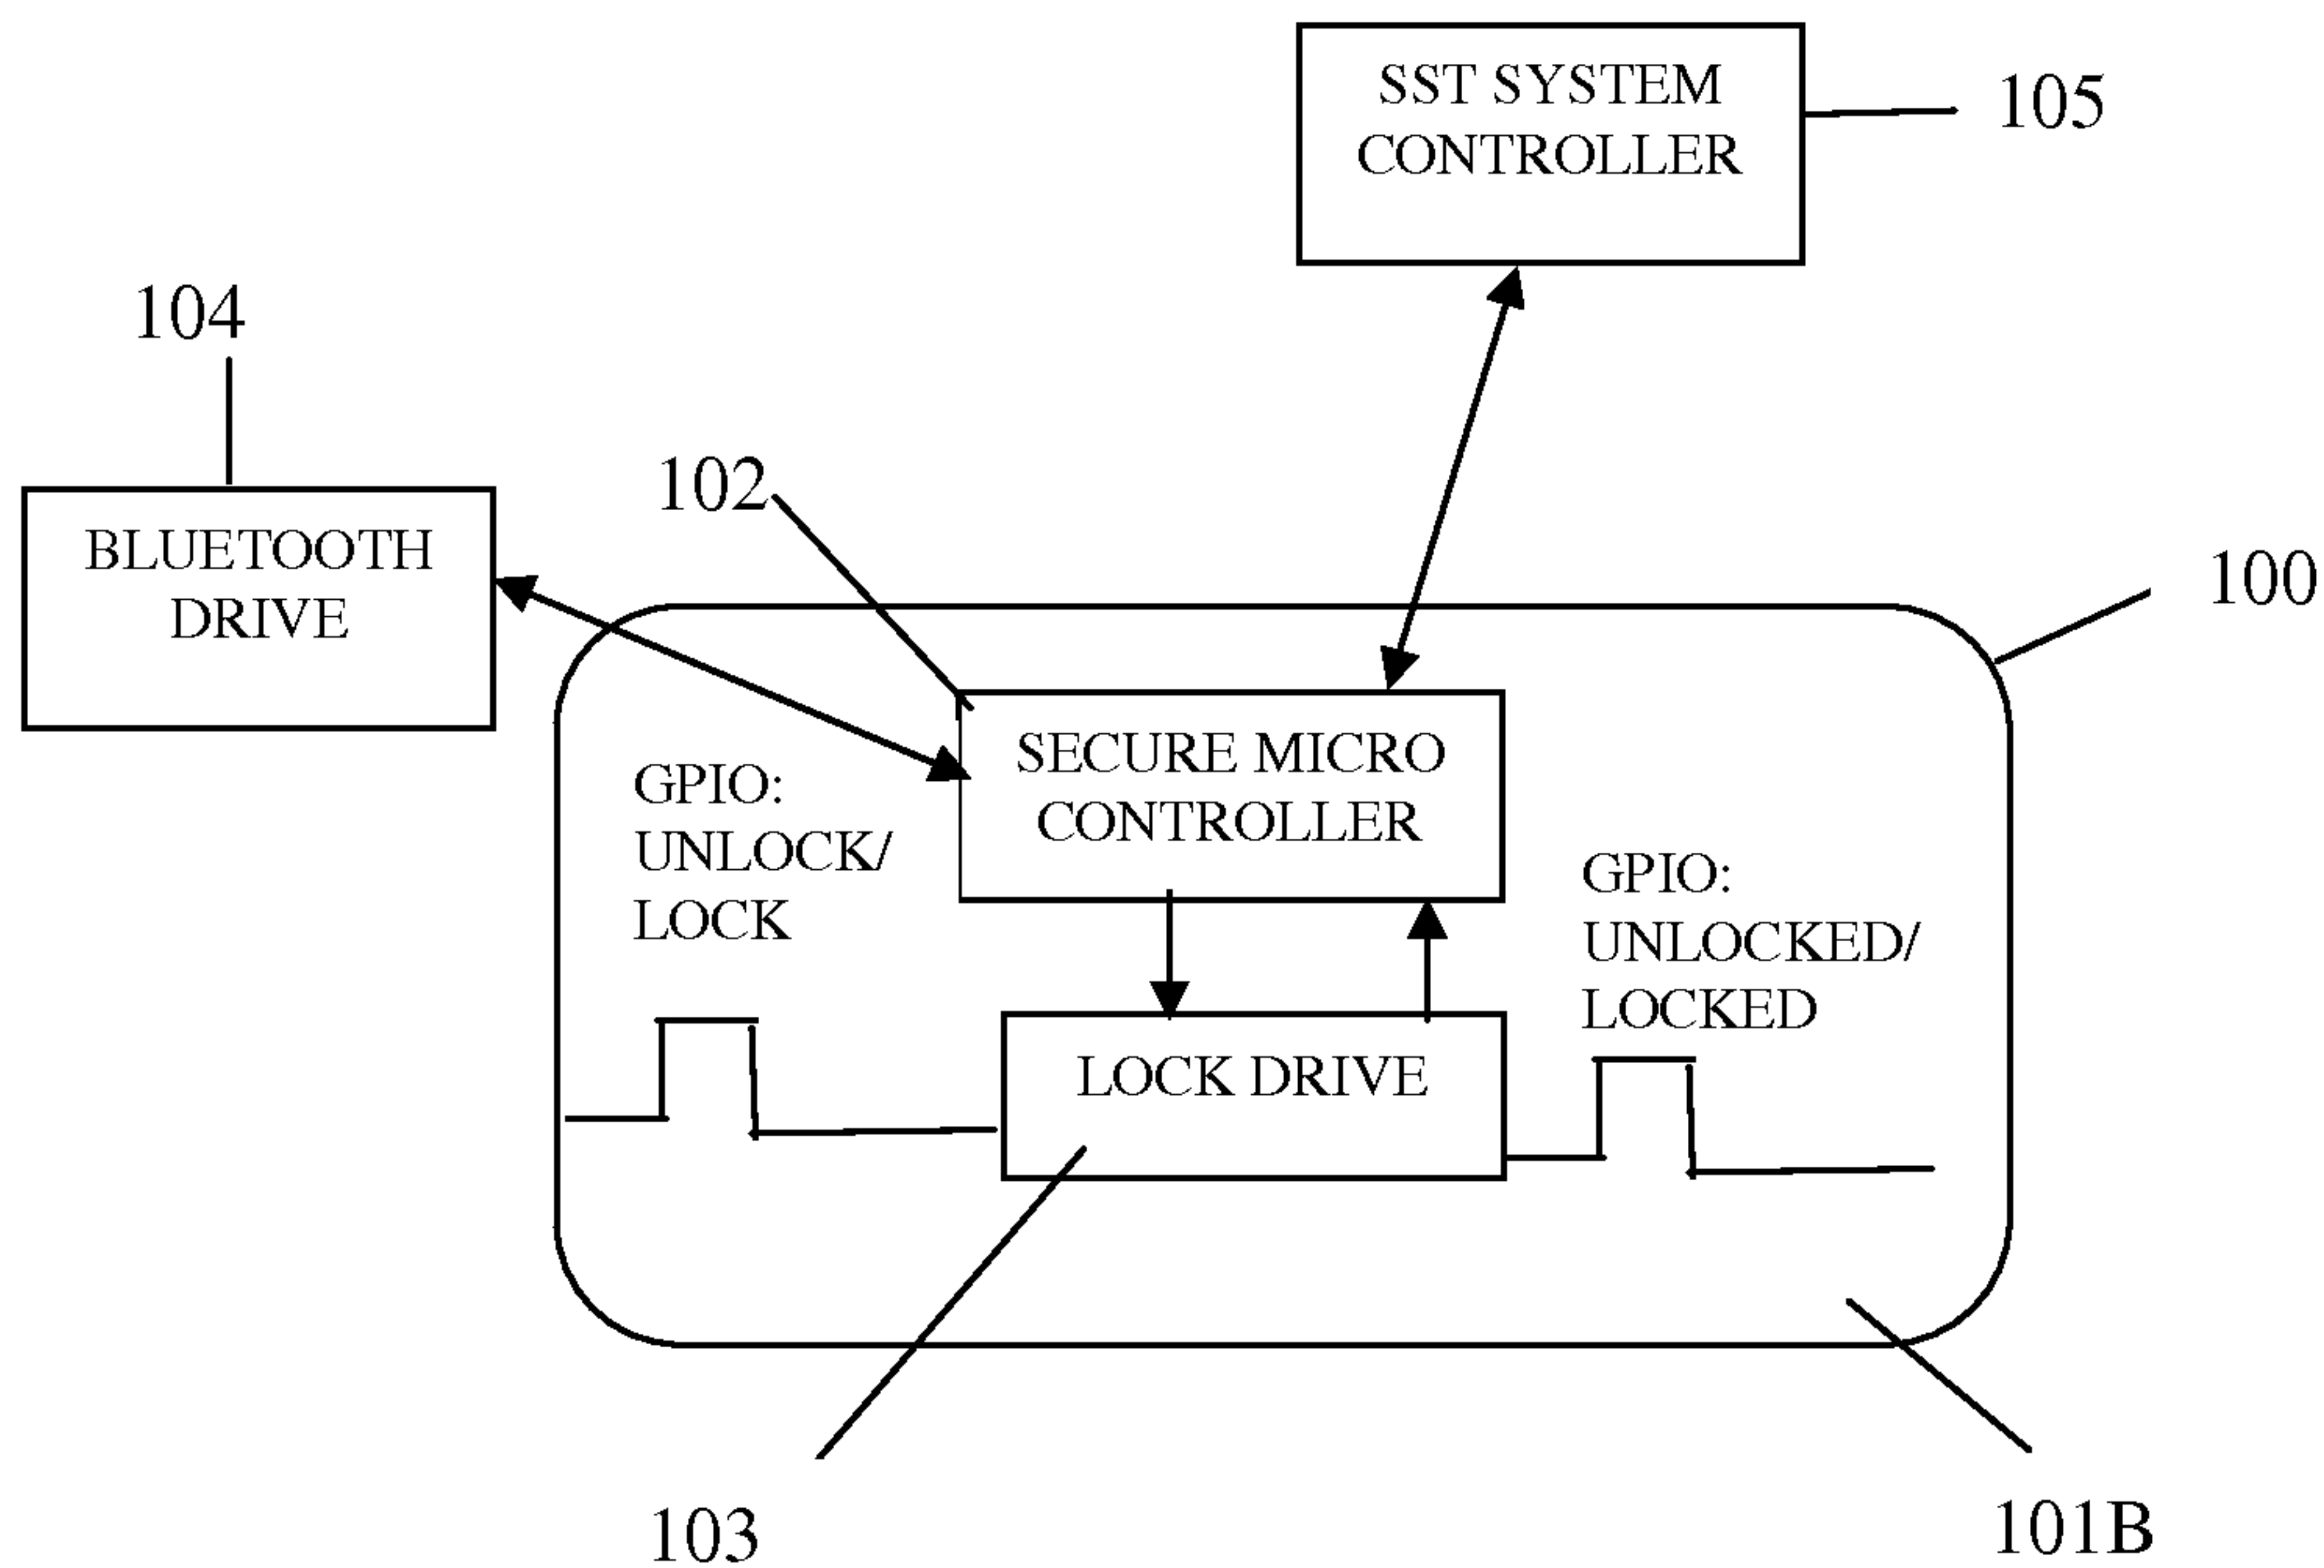 SST SYSTEM
CONTROLLER
105
104
102
BLUETOOTH
DRIVE
100
SECURE MICRO
CONTROLLER
GPIO:
UNLOCK/
LOCK
GPIO:
UNLOCKED/
LOCKED
LOCK DRIVE
103
101B